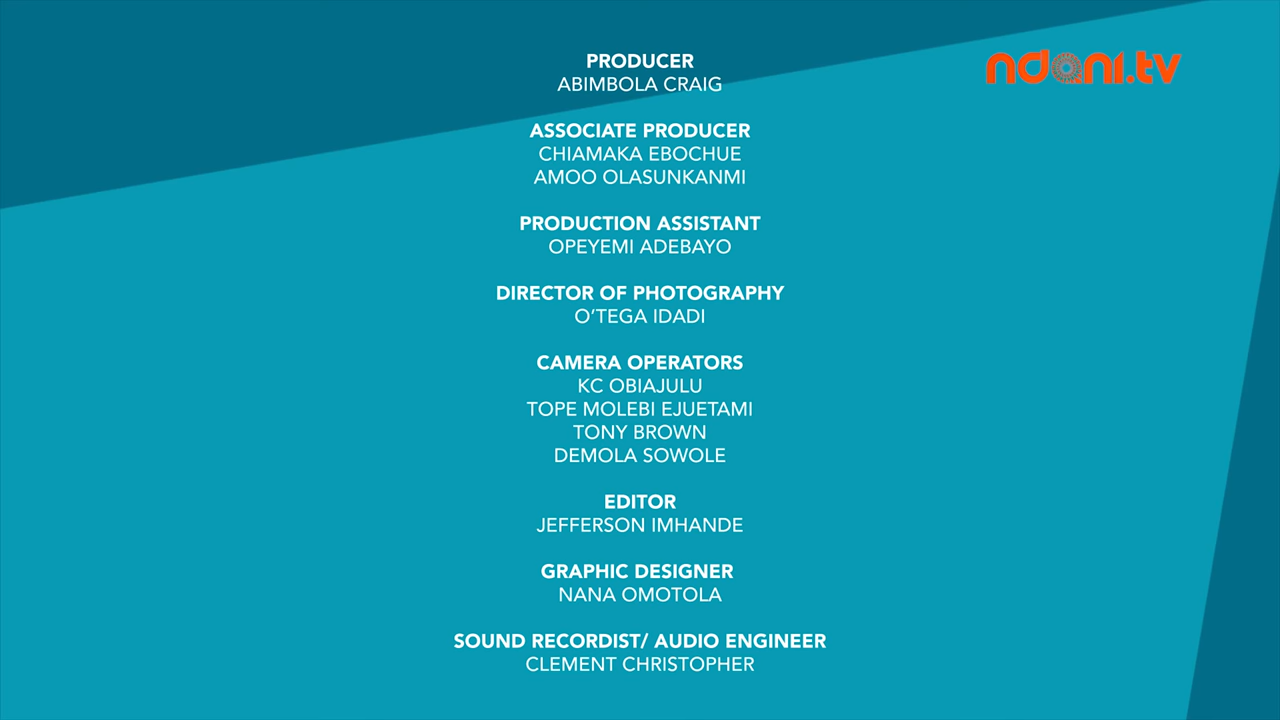 PRODUCER
ABIMBOLA CRAIG
ndani.tv
ASSOCIATE PRODUCER
CHIAMAKA EBOCHUE
AMOO OLASUNKANMI
PRODUCTION ASSISTANT
OPEYEMI ADEBAYO
DIRECTOR OF PHOTOGRAPHY
O’TEGA IDADI
CAMERA OPERATORS
KC OBIAJULU
TOPE MOLEBI EJUETAMI
TONY BROWN
DEMOLA SOWOLE
EDITOR
JEFFERSON IMHANDE
GRAPHIC DESIGNER
NANA OMOTOLA
SOUND RECORDIST/ AUDIO ENGINEER
CLEMENT CHRISTOPHER